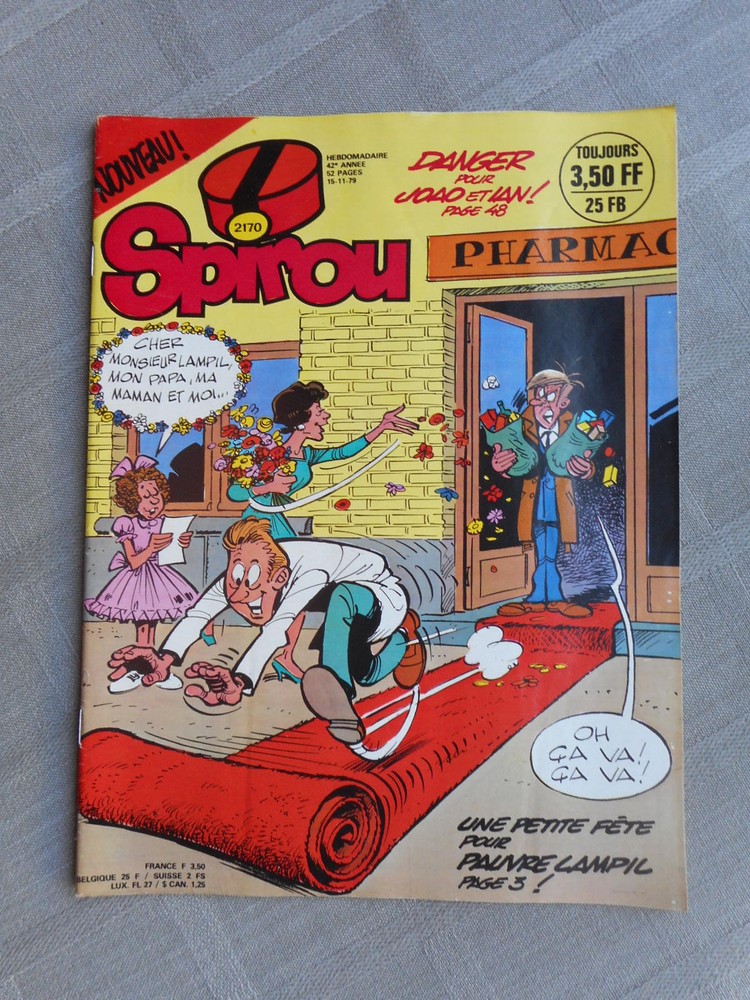 NOUVEAU!
HEBDOMADAIRE
42e ANNEE
52 PAGES
15-11-79
DANGER
POUR
JOAO ET IAN!
PAGE 48
TOUJOURS
3,50 FF
25 FB
2170
Spirou
PHARMAC
CHER
MONSIEUR LAMPIL,
MON PAPA, MA
MAMAN ET MOI...
OH
ÇA VA!
ÇA VA!
UNE PETITE FÊTE
POUR
PAUVRE LAMPIL
PAGE 3!
FRANCE F 3,50
BELGIQUE 25 F / SUISSE 2 FS
LUX. FL 27 / $ CAN. 1,25